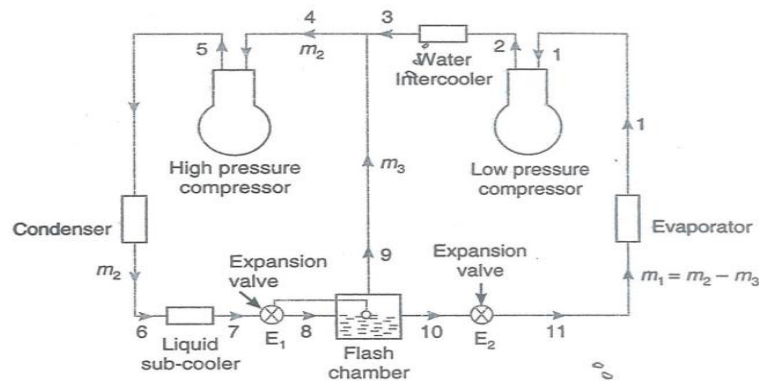 4
3
5
m2
2
1
Water
Intercooler
1
High pressure
compressor
m3
Low pressure
compressor
Condenser
Evaporator
Expansion
valve
9
Expansion
valve
m2
m1 = m2 – m3
6
7
E1
8
10
E2
11
Liquid
sub-cooler
Flash
chamber